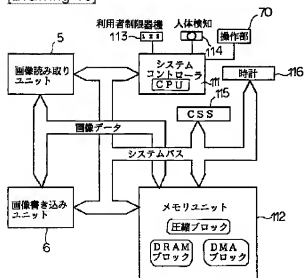 利用者制限器機
人体検知
70
113
114
操作部
5
システム
コントローラ
CPU
111
時計
116
115
画像読み取り
ユニット
CSS
画像データ
システムバス
画像書き込み
ユニット
6
メモリユニット
圧縮ブロック
112
DRAM
ブロック
DMA
ブロック